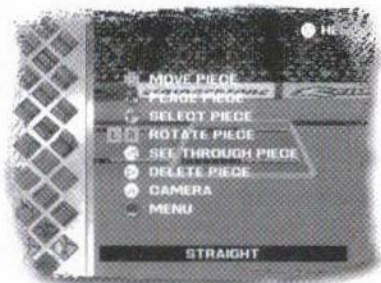 MOVE PIECE
PLACE PIECE
SELECT PIECE
L R ROTATE PIECE
SEE THROUGH PIECE
DELETE PIECE
CAMERA
MENU
STRAIGHT